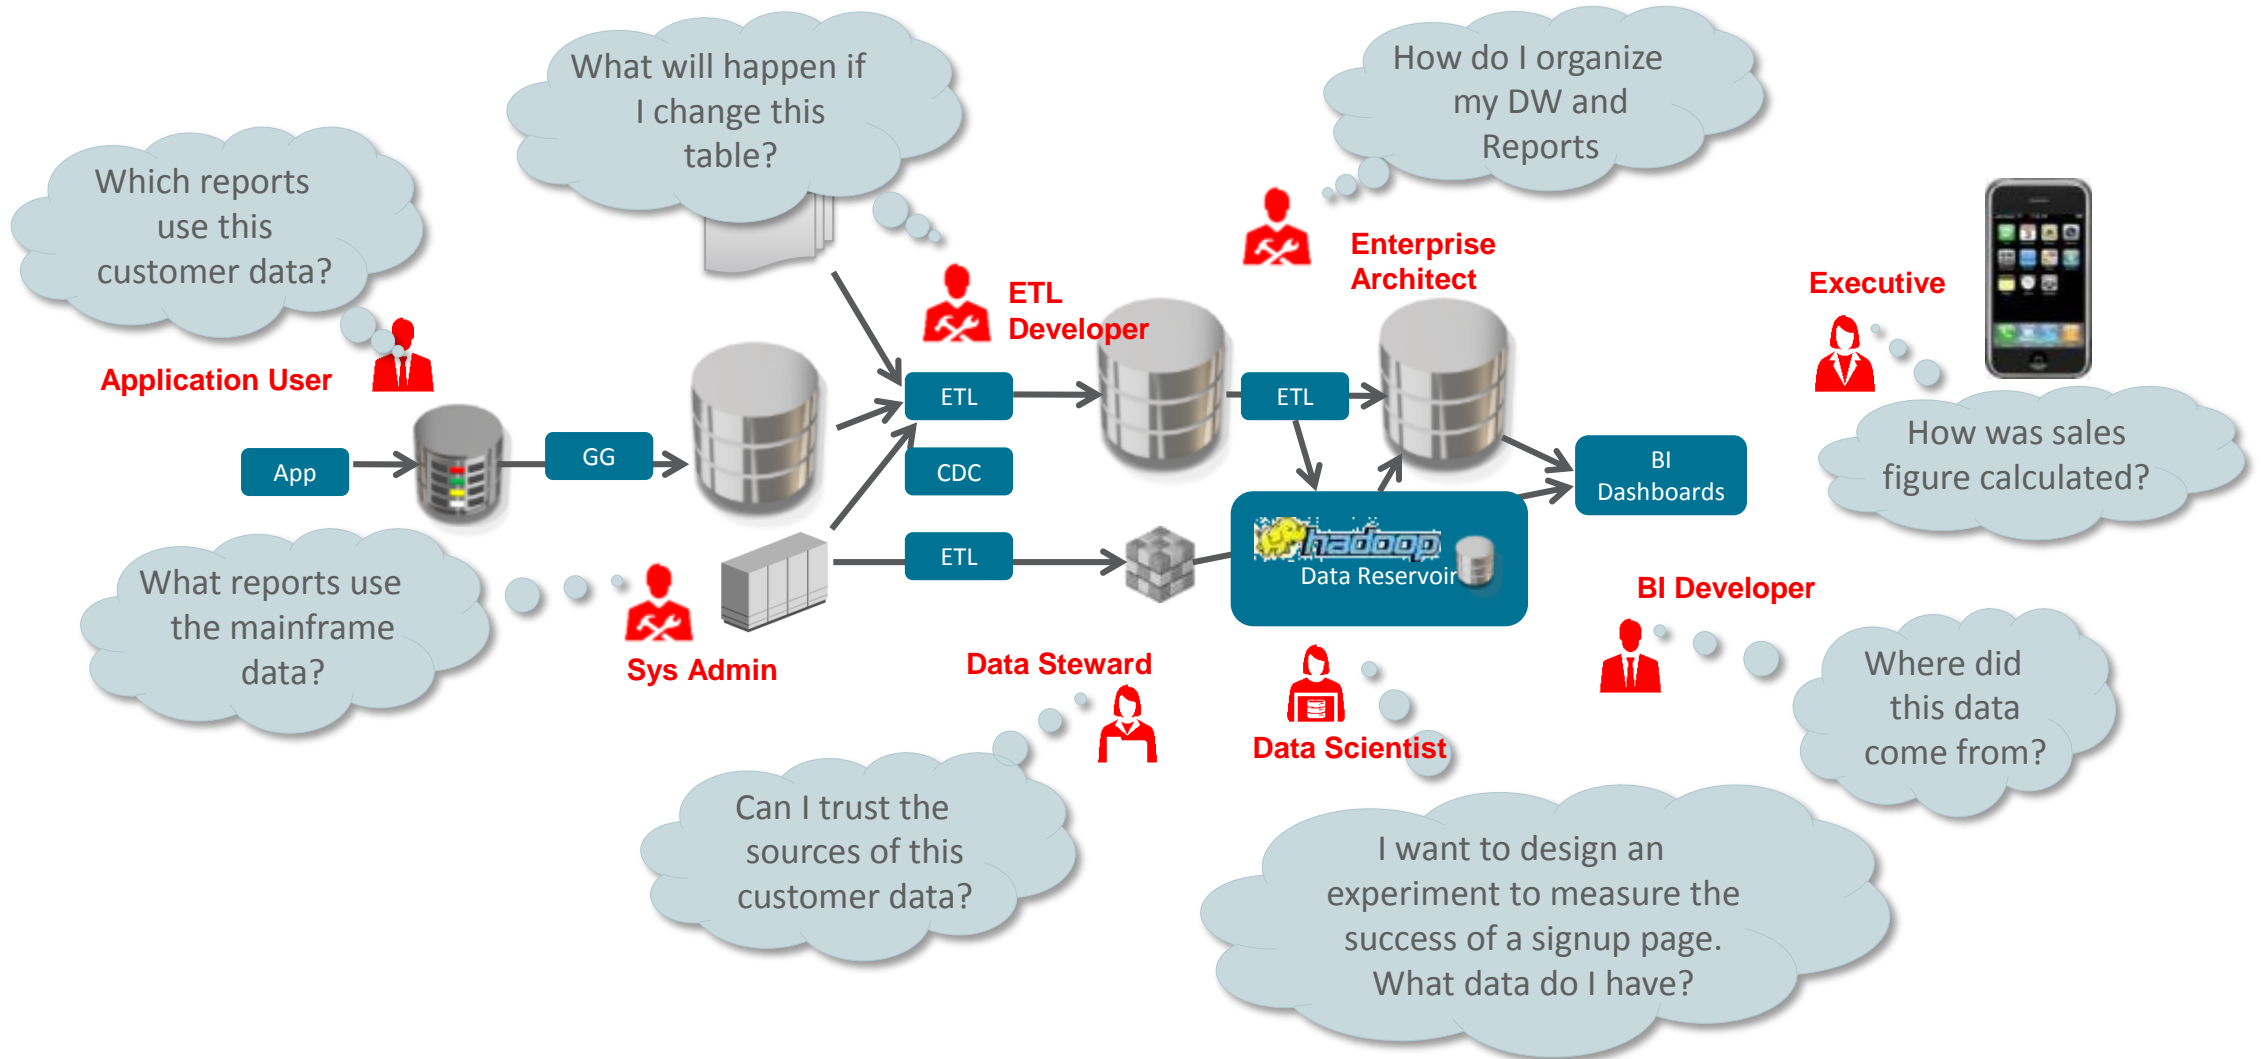 What will happen if
I change this
table?
How do I organize
my DW and
Reports
Which reports
use this
customer data?
Enterprise
Architect
ETL
Developer
Executive
Application User
ETL
ETL
How was sales
figure calculated?
App
GG
CDC
BI
Dashboards
hadoop
Data Reservoir
ETL
What reports use
the mainframe
data?
Sys Admin
Data Steward
BI Developer
Data Scientist
Where did
this data
come from?
Can I trust the
sources of this
customer data?
I want to design an
experiment to measure the
success of a signup page.
What data do I have?